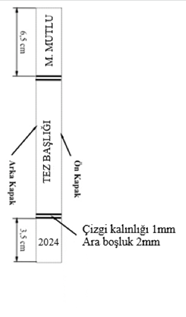 6,5 cm
M. MUTLU
TEZ BAŞLIĞI
Arka Kapak
Ön Kapak
Çizgi kalınlığı 1mm
Ara boşluk 2mm
3,5 cm
2024